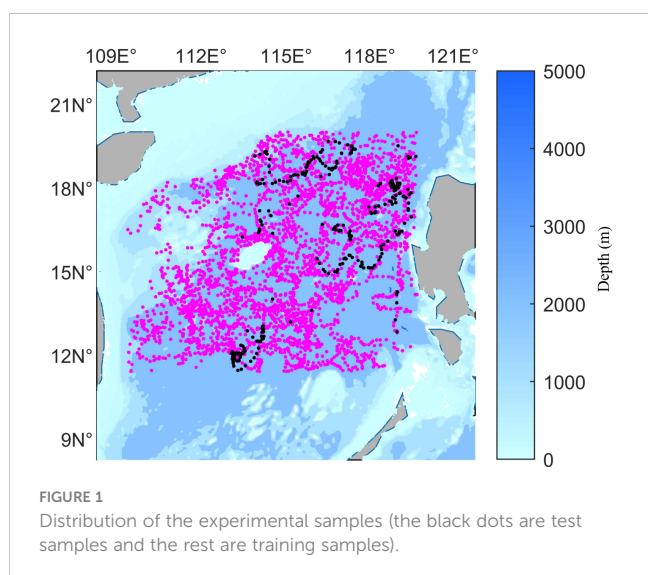 109E° 112E° 115E° 118E° 121E°
21N°
18N°
15N°
12N°
9N°
5000
4000
3000
2000
1000
0
Depth (m)
FIGURE 1
Distribution of the experimental samples (the black dots are test
samples and the rest are training samples).